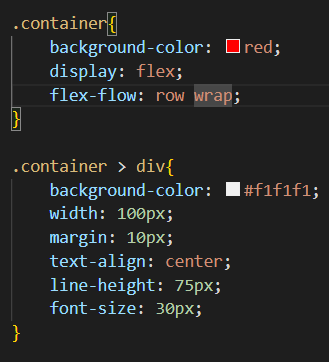 .container{
    background-color: red;
    display: flex;
    flex-flow: row wrap;
}

.container > div{
    background-color: #f1f1f1;
    width: 100px;
    margin: 10px;
    text-align: center;
    line-height: 75px;
    font-size: 30px;
}